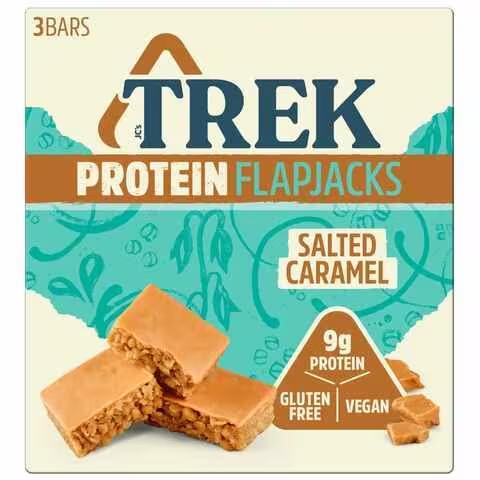 3BARS
JC's
TREK
PROTEIN FLAPJACKS
SALTED
CARAMEL
9g
PROTEIN
GLUTEN
FREE
VEGAN